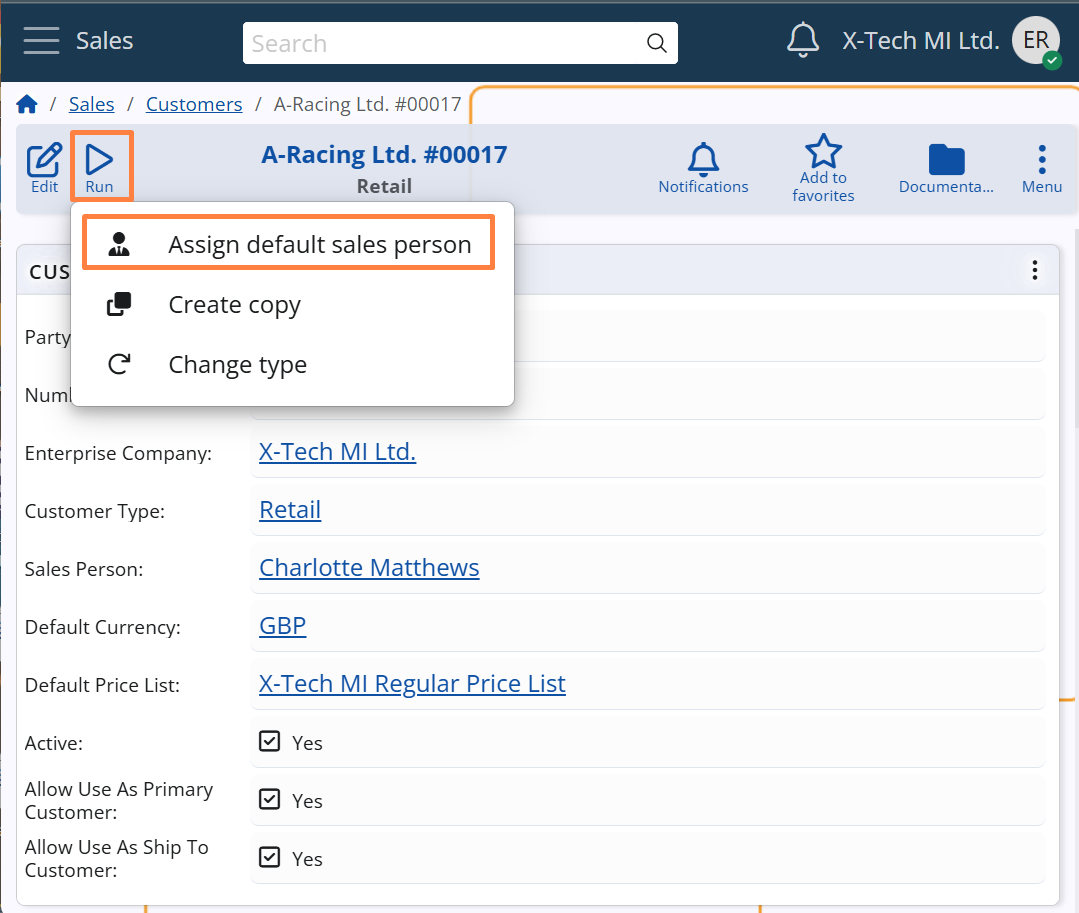 Sales
Search
X-Tech MI Ltd.
ER
/ Sales / Customers / A-Racing Ltd. #00017
Edit
Run
A-Racing Ltd. #00017
Retail
Notifications
Add to
favorites
Documenta...
Menu
Assign default sales person
Create copy
Change type
CUS
Party
Enterprise Company:
X-Tech MI Ltd.
Customer Type:
Retail
Sales Person:
Charlotte Matthews
Default Currency:
GBP
Default Price List:
X-Tech MI Regular Price List
Active:
Yes
Allow Use As Primary
Customer:
Yes
Allow Use As Ship To
Customer:
Yes